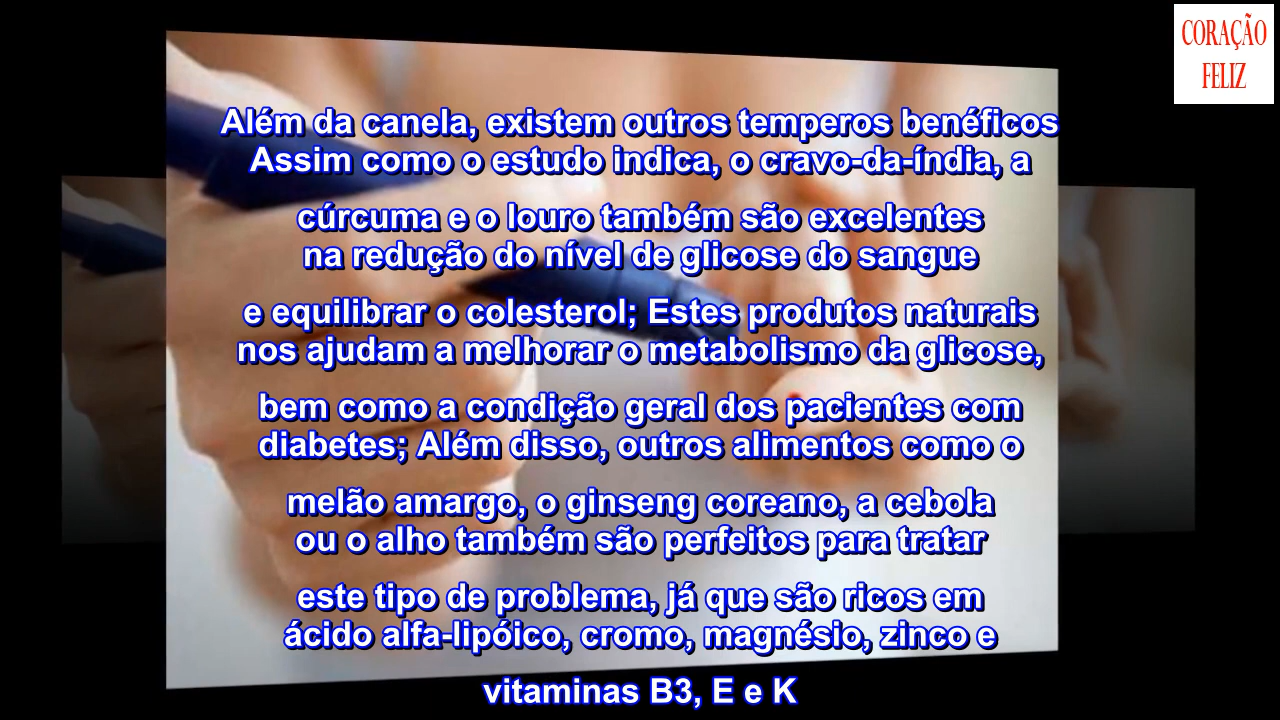 CORAÇÃO
FELIZ
Além da canela, existem outros temperos benéficos
Assim como o estudo indica, o cravo-da-índia, a
cúrcuma e o louro também são excelentes
na redução do nível de glicose do sangue
e equilibrar o colesterol; Estes produtos naturais
nos ajudam a melhorar o metabolismo da glicose,
bem como a condição geral dos pacientes com
diabetes; Além disso, outros alimentos como o
melão amargo, o ginseng coreano, a cebola
ou o alho também são perfeitos para tratar
este tipo de problema, já que são ricos em
ácido alfa-lipóico, cromo, magnésio, zinco e
vitaminas B3, E e K